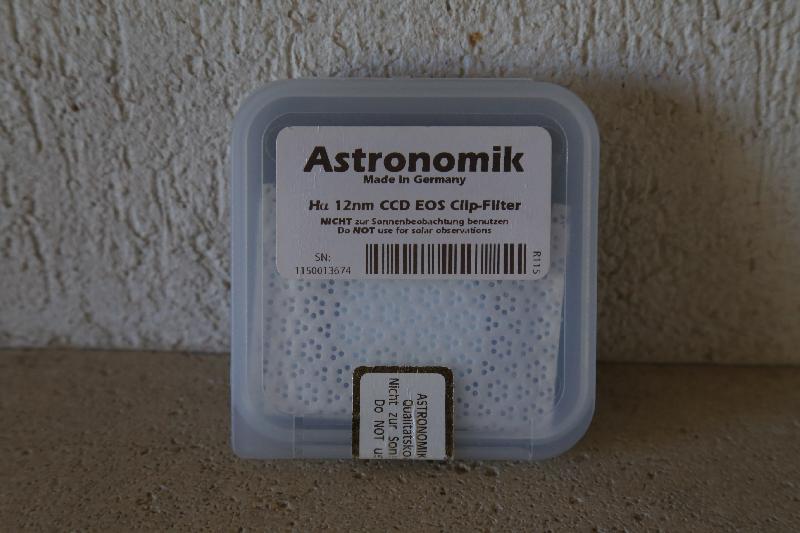 Astronomik
Made in Germany
Hα 12nm CCD EOS Clip-Filter
NICHT zur Sonnenbeobachtung benutzen
Do NOT use for solar observations
SN:
1150013674
R115
ASTRONOMIK
Qualitätsko
Nicht zur Son
Do NOT us